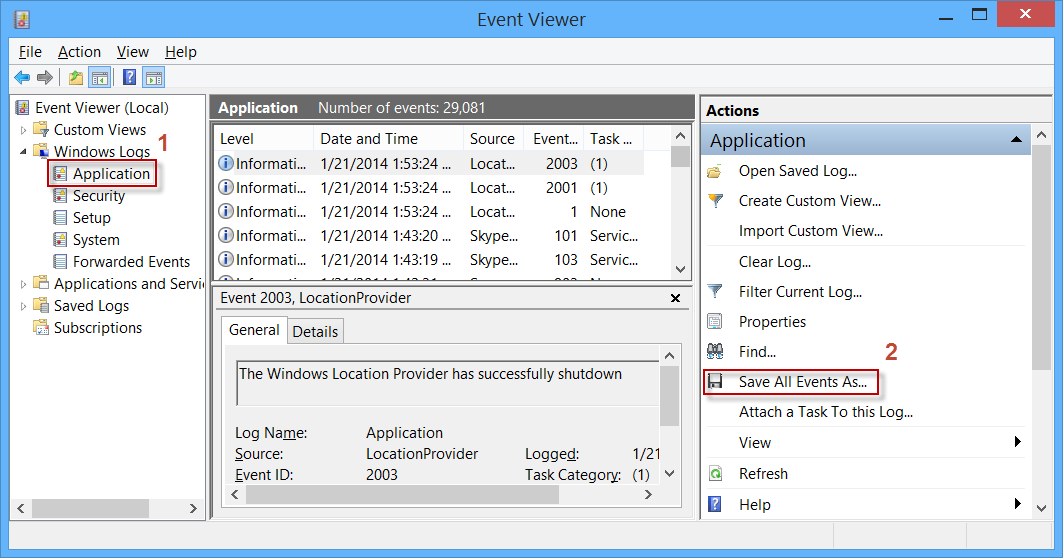 Event Viewer
File Action View Help
Event Viewer (Local)
Custom Views
1
Windows Logs
Application
Security
Setup
System
Forwarded Events
Applications and Servi
Saved Logs
Subscriptions
Application Number of events: 29,081
Level Date and Time Source Event... Task ...
Informati... 1/21/2014 1:53:24 ... Locat... 2003 (1)
Informati... 1/21/2014 1:53:24 ... Locat... 2001 (1)
Informati... 1/21/2014 1:53:24 ... Locat... 1 None
Informati... 1/21/2014 1:43:20 ... Skype... 101 Servic...
Informati... 1/21/2014 1:43:19 ... Skype... 103 Servic...
Event 2003, LocationProvider
General Details
The Windows Location Provider has successfully shutdown
Log Name: Application
Source: LocationProvider Logged: 1/21
Event ID: 2003 Task Category: (1)
Actions
Application
Open Saved Log...
Create Custom View...
Import Custom View...
Clear Log...
Filter Current Log...
Properties
Find...
2
Save All Events As...
Attach a Task To this Log...
View
Refresh
Help